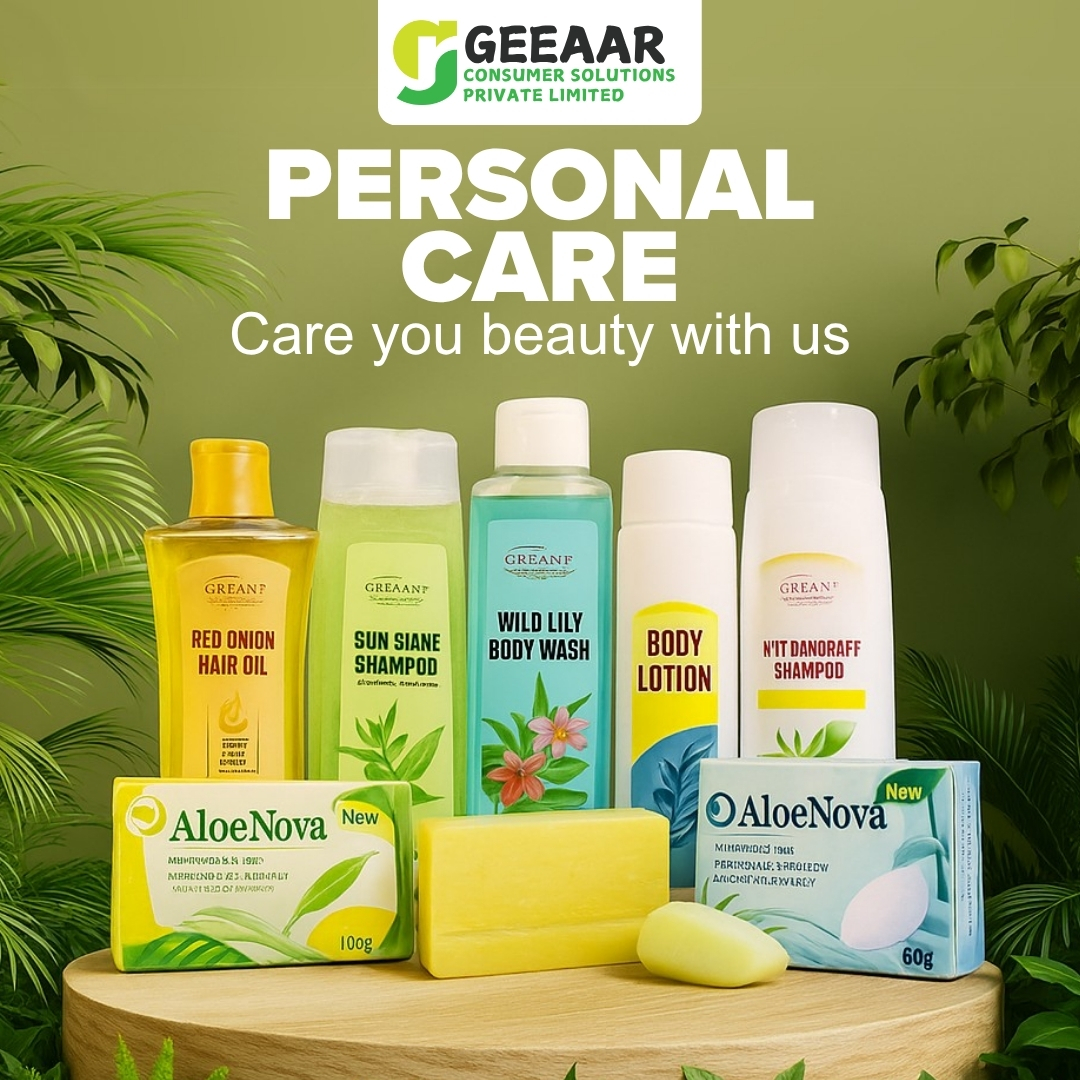 GEEAAR
CONSUMER SOLUTIONS
PRIVATE LIMITED
PERSONAL
CARE
Care you beauty with us
GREANF
RED ONION
HAIR OIL
GREAANF
SUN SIANE
SHAMPOD
GREANF
WILD LILY
BODY WASH
BODY
LOTION
GREANF
N'IT DANORAFF
SHAMPOD
AloeNova
New
100g
AloeNova
New
60g